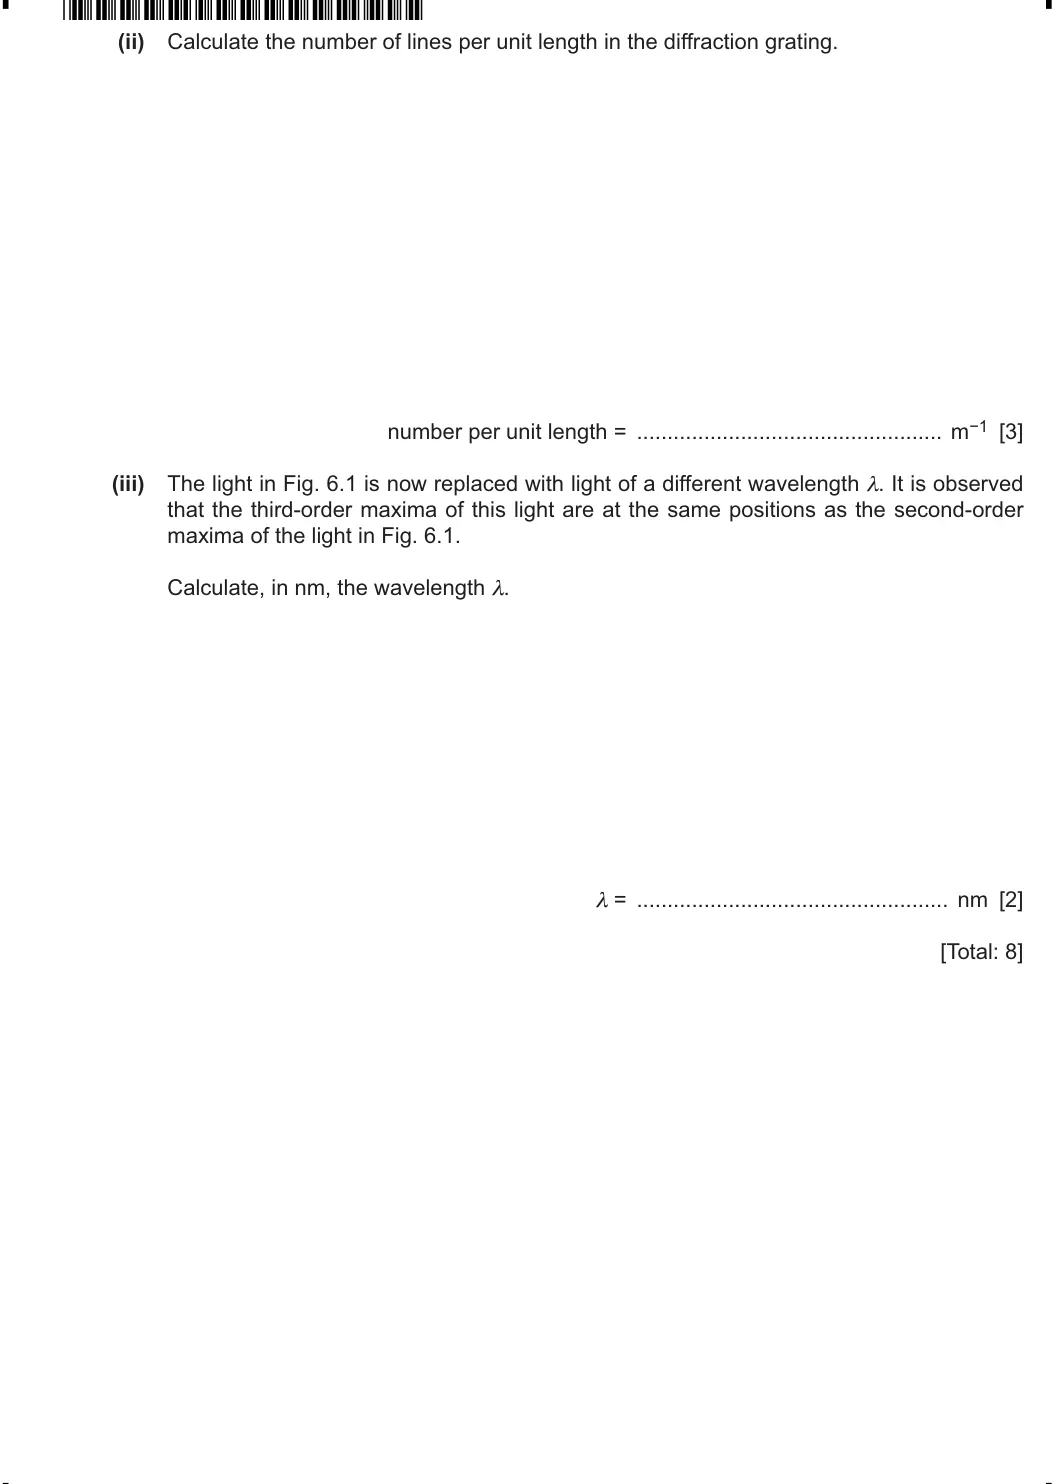 (ii) Calculate the number of lines per unit length in the diffraction grating.
number per unit length = .................................................. m⁻¹ [3]
(iii) The light in Fig. 6.1 is now replaced with light of a different wavelength λ. It is observed
that the third-order maxima of this light are at the same positions as the second-order
maxima of the light in Fig. 6.1.
Calculate, in nm, the wavelength λ.
λ = ................................................... nm [2]
[Total: 8]